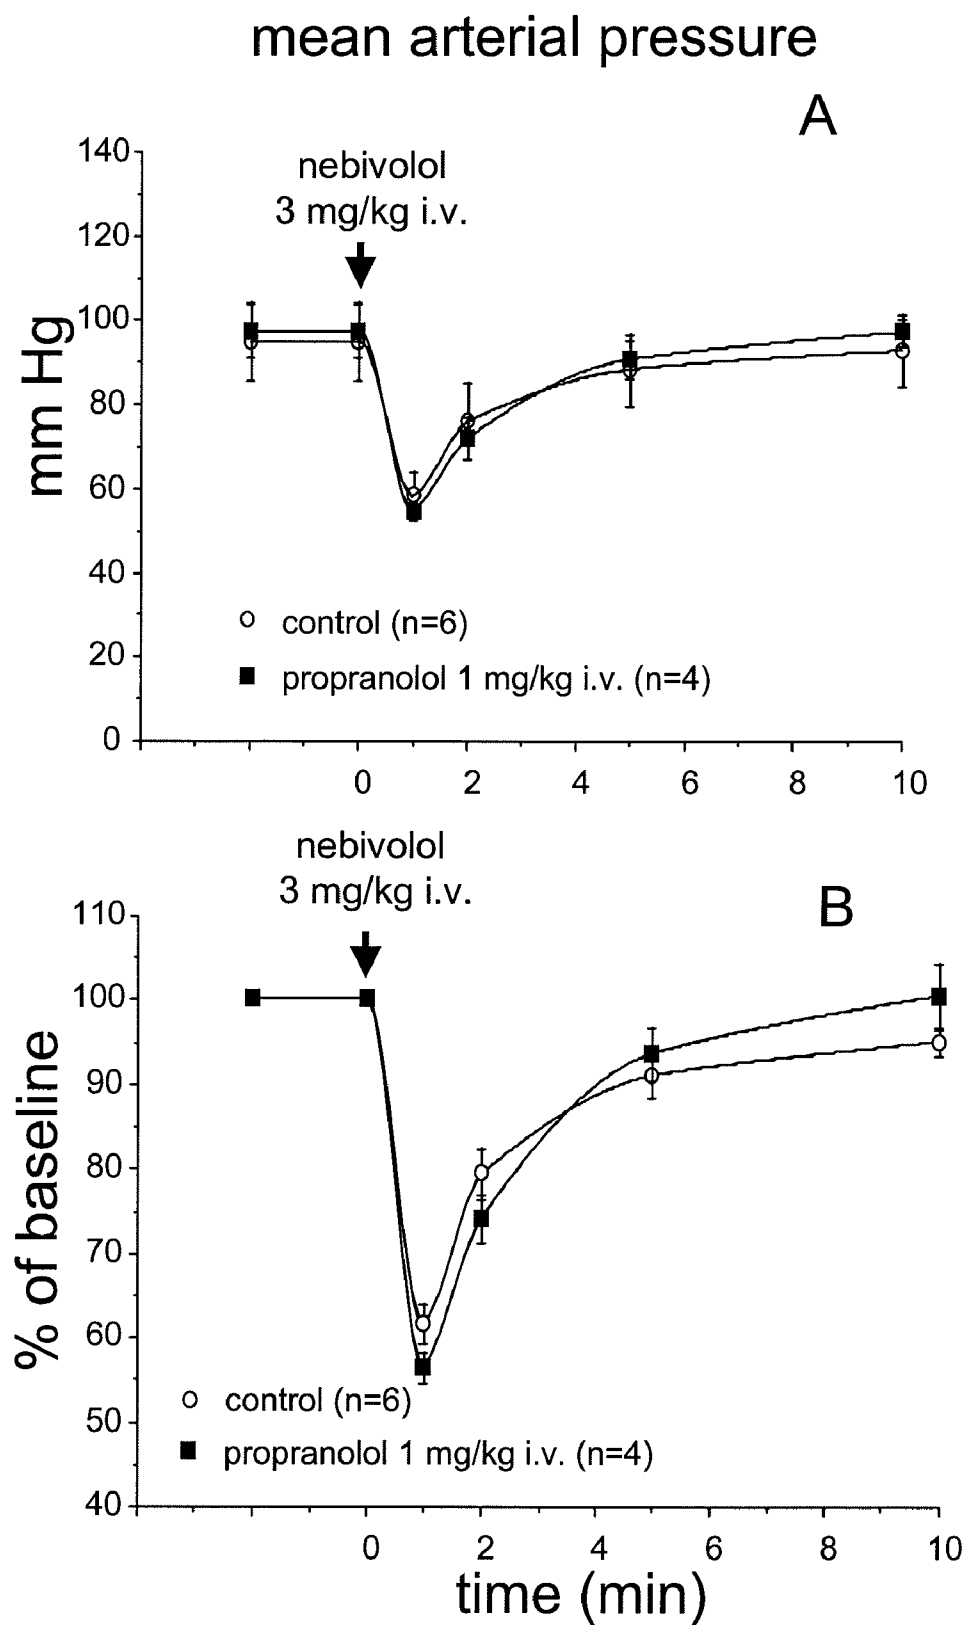 mean arterial pressure
A
nebivolol
3 mg/kg i.v.
mm Hg
140
120
100
80
60
40
20
0
control (n=6)
propranolol 1 mg/kg i.v. (n=4)
0 2 4 6 8 10
nebivolol
3 mg/kg i.v.
B
% of baseline
110
100
90
80
70
60
50
40
control (n=6)
propranolol 1 mg/kg i.v. (n=4)
0 2 4 6 8 10
time (min)